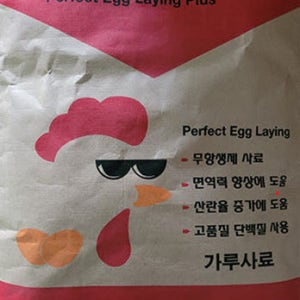 Perfect Egg Laying Plus
Perfect Egg Laying
무항생제 사료
면역력 향상에 도움
산란율 증가에 도움
고품질 단백질 사용
가루사료